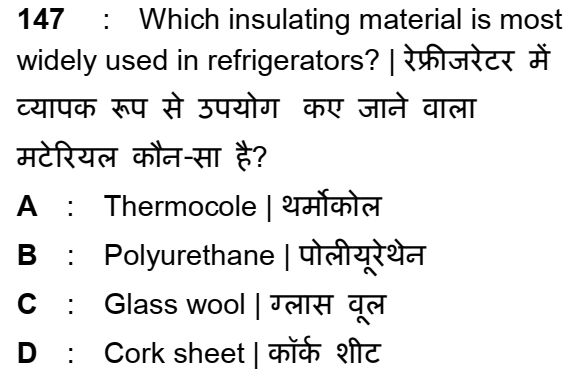 147 : Which insulating material is most
widely used in refrigerators? | रेफ्रीजरेटर में
व्यापक रूप से उपयोग कए जाने वाला
मटेरियल कौन-सा है?
A : Thermocole | थर्मोकोल
B : Polyurethane | पोलीयूरेथेन
C : Glass wool | ग्लास वूल
D : Cork sheet | कॉर्क शीट